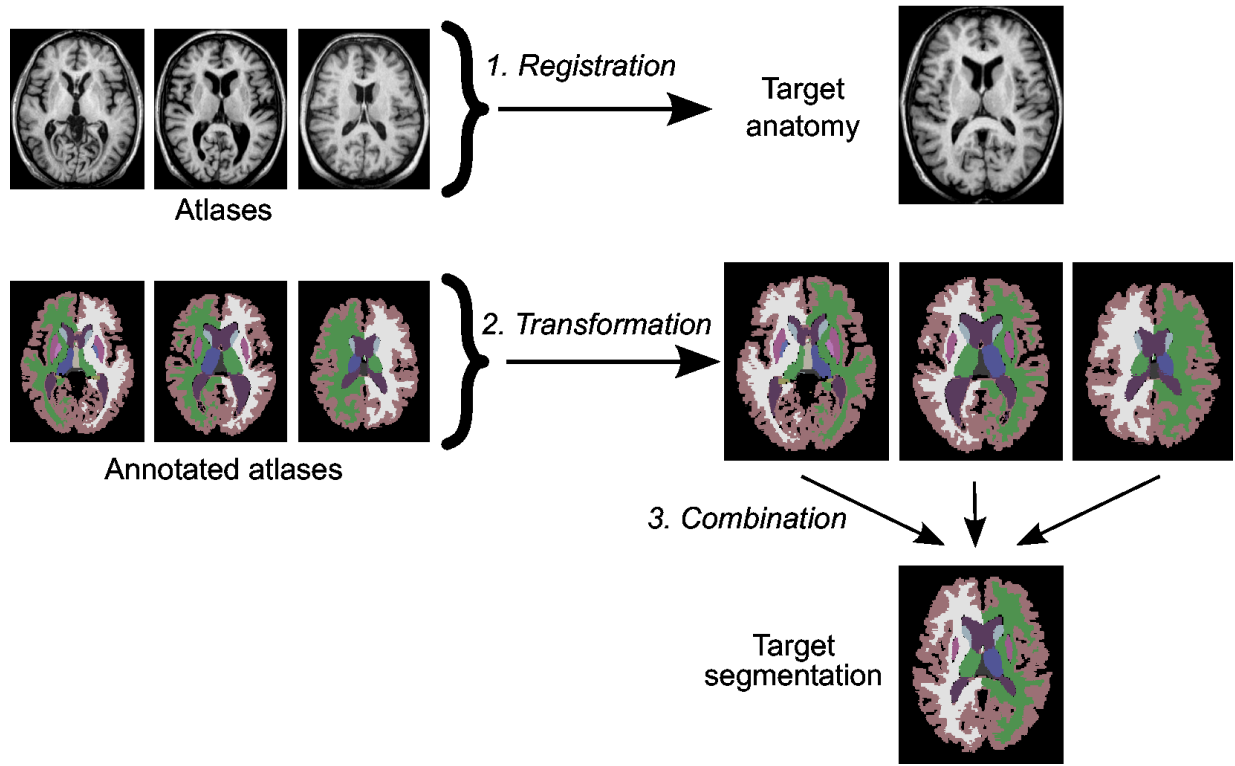 1. Registration
Target
anatomy
Atlases
2. Transformation
Annotated atlases
3. Combination
Target
segmentation